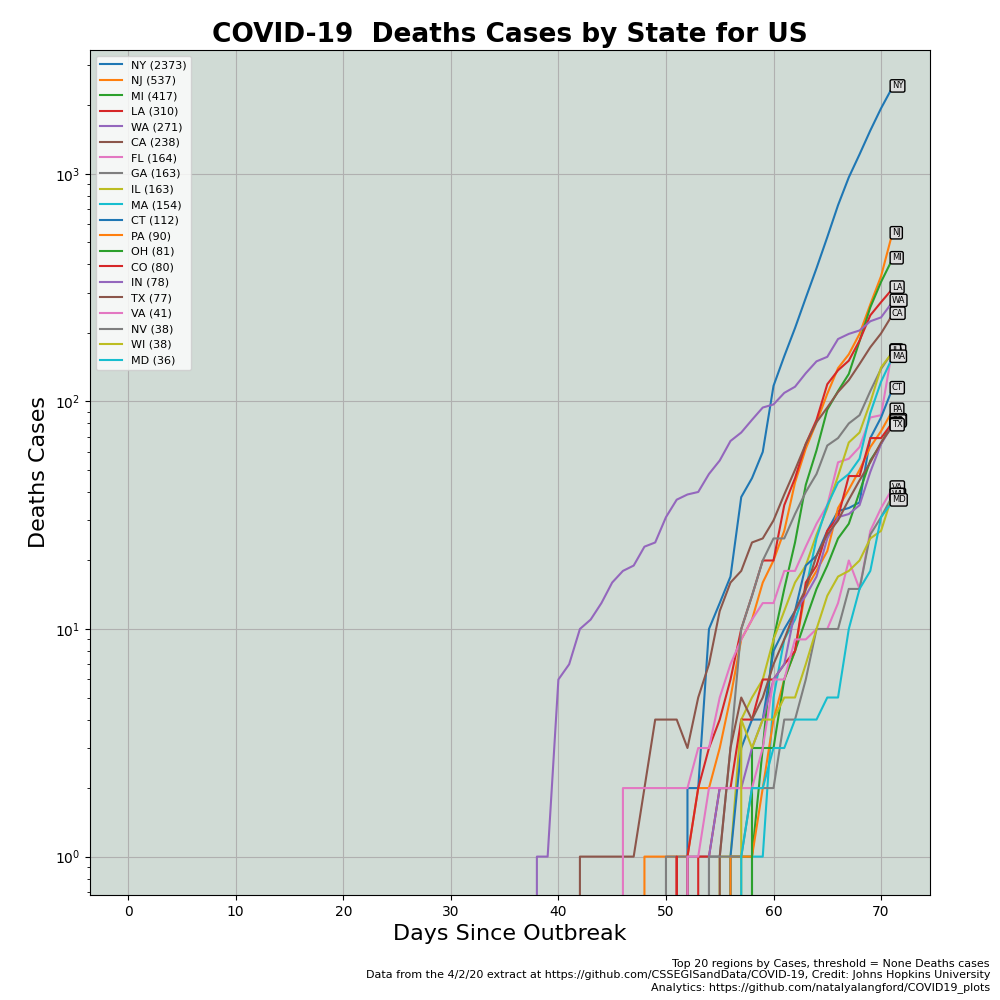 COVID-19  Deaths Cases by State for US
NY (2373)
NJ (537)
MI (417)
LA (310)
WA (271)
CA (238)
FL (164)
GA (163)
IL (163)
MA (154)
CT (112)
PA (90)
OH (81)
CO (80)
IN (78)
TX (77)
VA (41)
NV (38)
WI (38)
MD (36)
NY
NJ
MI
LA
WA
CA
MA
CT
PA
TX
VA
MD
Deaths Cases
10³
10²
10¹
10⁰
0 10 20 30 40 50 60 70
Days Since Outbreak
Top 20 regions by Cases, threshold = None Deaths cases
Data from the 4/2/20 extract at https://github.com/CSSEGISandData/COVID-19, Credit: Johns Hopkins University
Analytics: https://github.com/natalyalangford/COVID19_plots